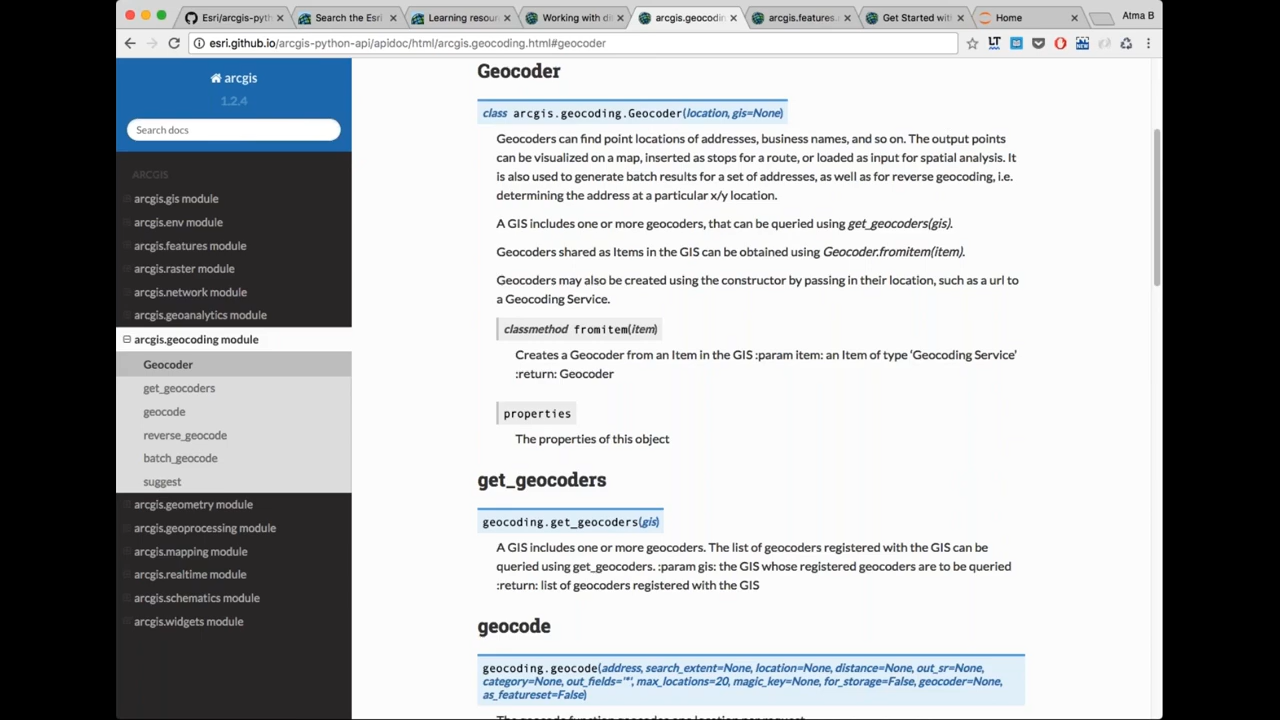 Esri/arcgis-pyth
Search the Esri
Learning resour
Working with di
arcgis.geocodin
arcgis.features.
Get Started wit
Home
Atma B
esri.github.io/arcgis-python-api/apidoc/html/arcgis.geocoding.html#geocoder
arcgis
1.2.4
Search docs
ARCGIS
arcgis.gis module
arcgis.env module
arcgis.features module
arcgis.raster module
arcgis.network module
arcgis.geoanalytics module
arcgis.geocoding module
Geocoder
get_geocoders
geocode
reverse_geocode
batch_geocode
suggest
arcgis.geometry module
arcgis.geoprocessing module
arcgis.mapping module
arcgis.realtime module
arcgis.schematics module
arcgis.widgets module
Geocoder
class arcgis.geocoding.Geocoder(location, gis=None)
Geocoders can find point locations of addresses, business names, and so on. The output points
can be visualized on a map, inserted as stops for a route, or loaded as input for spatial analysis. It
is also used to generate batch results for a set of addresses, as well as for reverse geocoding, i.e.
determining the address at a particular x/y location.
A GIS includes one or more geocoders, that can be queried using get_geocoders(gis).
Geocoders shared as Items in the GIS can be obtained using Geocoder.fromitem(item).
Geocoders may also be created using the constructor by passing in their location, such as a url to
a Geocoding Service.
classmethod fromitem(item)
Creates a Geocoder from an Item in the GIS :param item: an Item of type ‘Geocoding Service’
:return: Geocoder
properties
The properties of this object
get_geocoders
geocoding.get_geocoders(gis)
A GIS includes one or more geocoders. The list of geocoders registered with the GIS can be
queried using get_geocoders. :param gis: the GIS whose registered geocoders are to be queried
:return: list of geocoders registered with the GIS
geocode
geocoding.geocode(address, search_extent=None, location=None, distance=None, out_sr=None,
category=None, out_fields='*', max_locations=20, magic_key=None, for_storage=False, geocoder=None,
as_featureset=False)
The geocode function geocodes one location per request